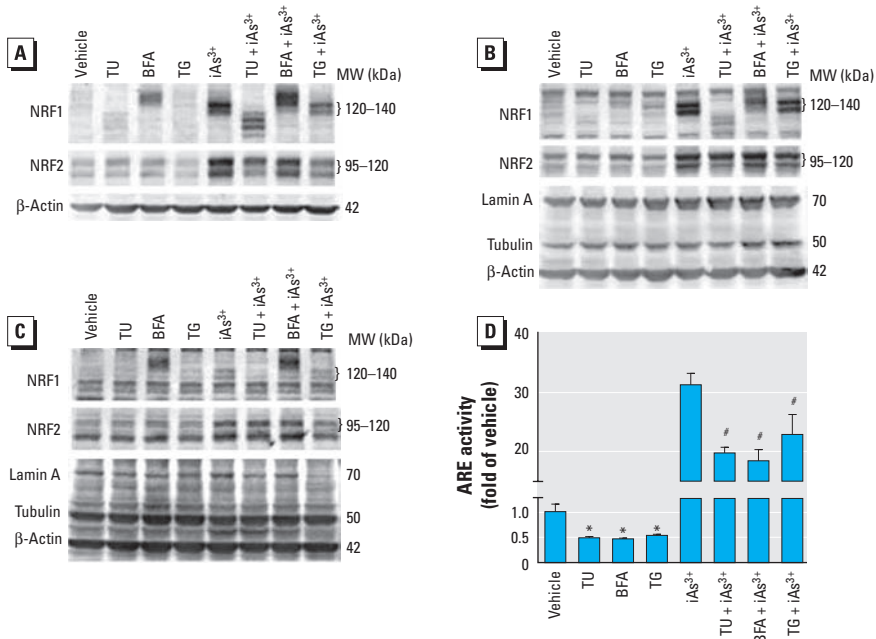 A
Vehicle
TU
BFA
TG
iAs³⁺
TU + iAs³⁺
BFA + iAs³⁺
TG + iAs³⁺
MW (kDa)
NRF1
} 120–140
NRF2
} 95–120
β-Actin
42
B
Vehicle
TU
BFA
TG
iAs³⁺
TU + iAs³⁺
BFA + iAs³⁺
TG + iAs³⁺
MW (kDa)
NRF1
} 120–140
NRF2
} 95–120
Lamin A
70
Tubulin
50
β-Actin
42
C
Vehicle
TU
BFA
TG
iAs³⁺
TU + iAs³⁺
BFA + iAs³⁺
TG + iAs³⁺
MW (kDa)
NRF1
} 120–140
NRF2
} 95–120
Lamin A
70
Tubulin
50
β-Actin
42
D
ARE activity
(fold of vehicle)
40
30
20
1.0
0.5
0
*
*
*
#
#
#
Vehicle
TU
BFA
TG
iAs³⁺
TU + iAs³⁺
BFA + iAs³⁺
TG + iAs³⁺